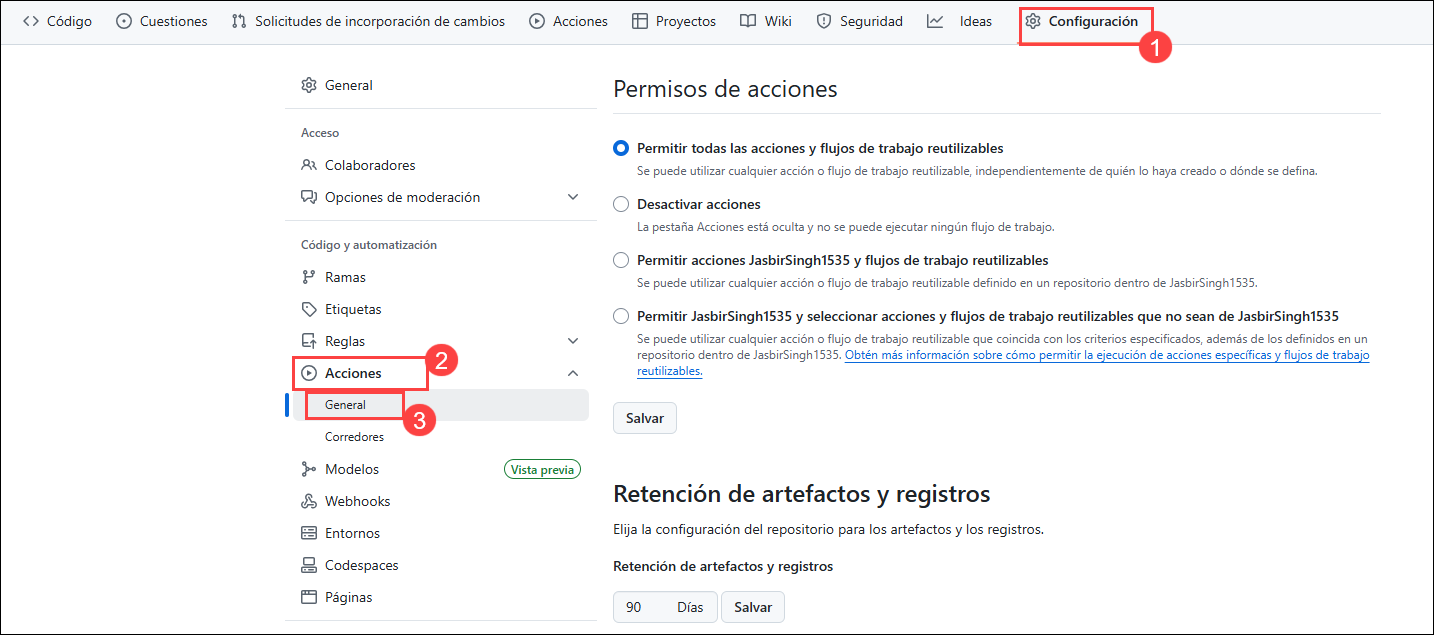 Código Cuestiones Solicitudes de incorporación de cambios Acciones Proyectos Wiki Seguridad Ideas Configuración
1
General
Acceso
Colaboradores
Opciones de moderación
Código y automatización
Ramas
Etiquetas
Reglas
Acciones
2
General
3
Corredores
Modelos Vista previa
Webhooks
Entornos
Codespaces
Páginas
Permisos de acciones
Permitir todas las acciones y flujos de trabajo reutilizables
Se puede utilizar cualquier acción o flujo de trabajo reutilizable, independientemente de quién lo haya creado o dónde se defina.
Desactivar acciones
La pestaña Acciones está oculta y no se puede ejecutar ningún flujo de trabajo.
Permitir acciones JasbirSingh1535 y flujos de trabajo reutilizables
Se puede utilizar cualquier acción o flujo de trabajo reutilizable definido en un repositorio dentro de JasbirSingh1535.
Permitir JasbirSingh1535 y seleccionar acciones y flujos de trabajo reutilizables que no sean de JasbirSingh1535
Se puede utilizar cualquier acción o flujo de trabajo reutilizable que coincida con los criterios especificados, además de los definidos en un
repositorio dentro de JasbirSingh1535. Obtén más información sobre cómo permitir la ejecución de acciones específicas y flujos de trabajo
reutilizables.
Salvar
Retención de artefactos y registros
Elija la configuración del repositorio para los artefactos y los registros.
Retención de artefactos y registros
90 Días Salvar